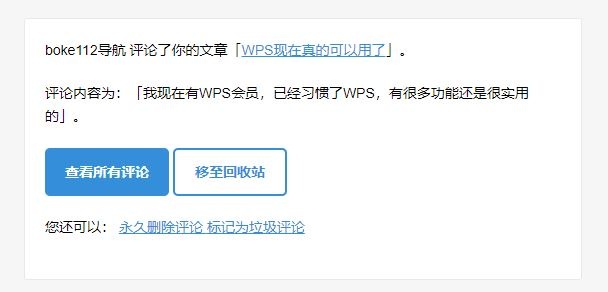 boke112导航 评论了你的文章「WPS现在真的可以用了」。
评论内容为：「我现在有WPS会员，已经习惯了WPS，有很多功能还是很实用
的」。
查看所有评论 移至回收站
您还可以： 永久删除评论 标记为垃圾评论